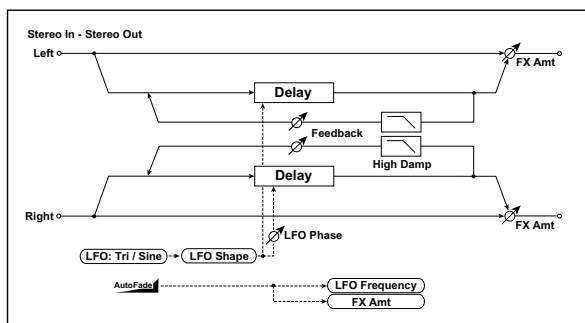 Stereo In - Stereo Out
Left
FX Amt
Delay
Feedback
High Damp
Delay
Right
FX Amt
LFO Phase
LFO: Tri / Sine
LFO Shape
AutoFade
LFO Frequency
FX Amt